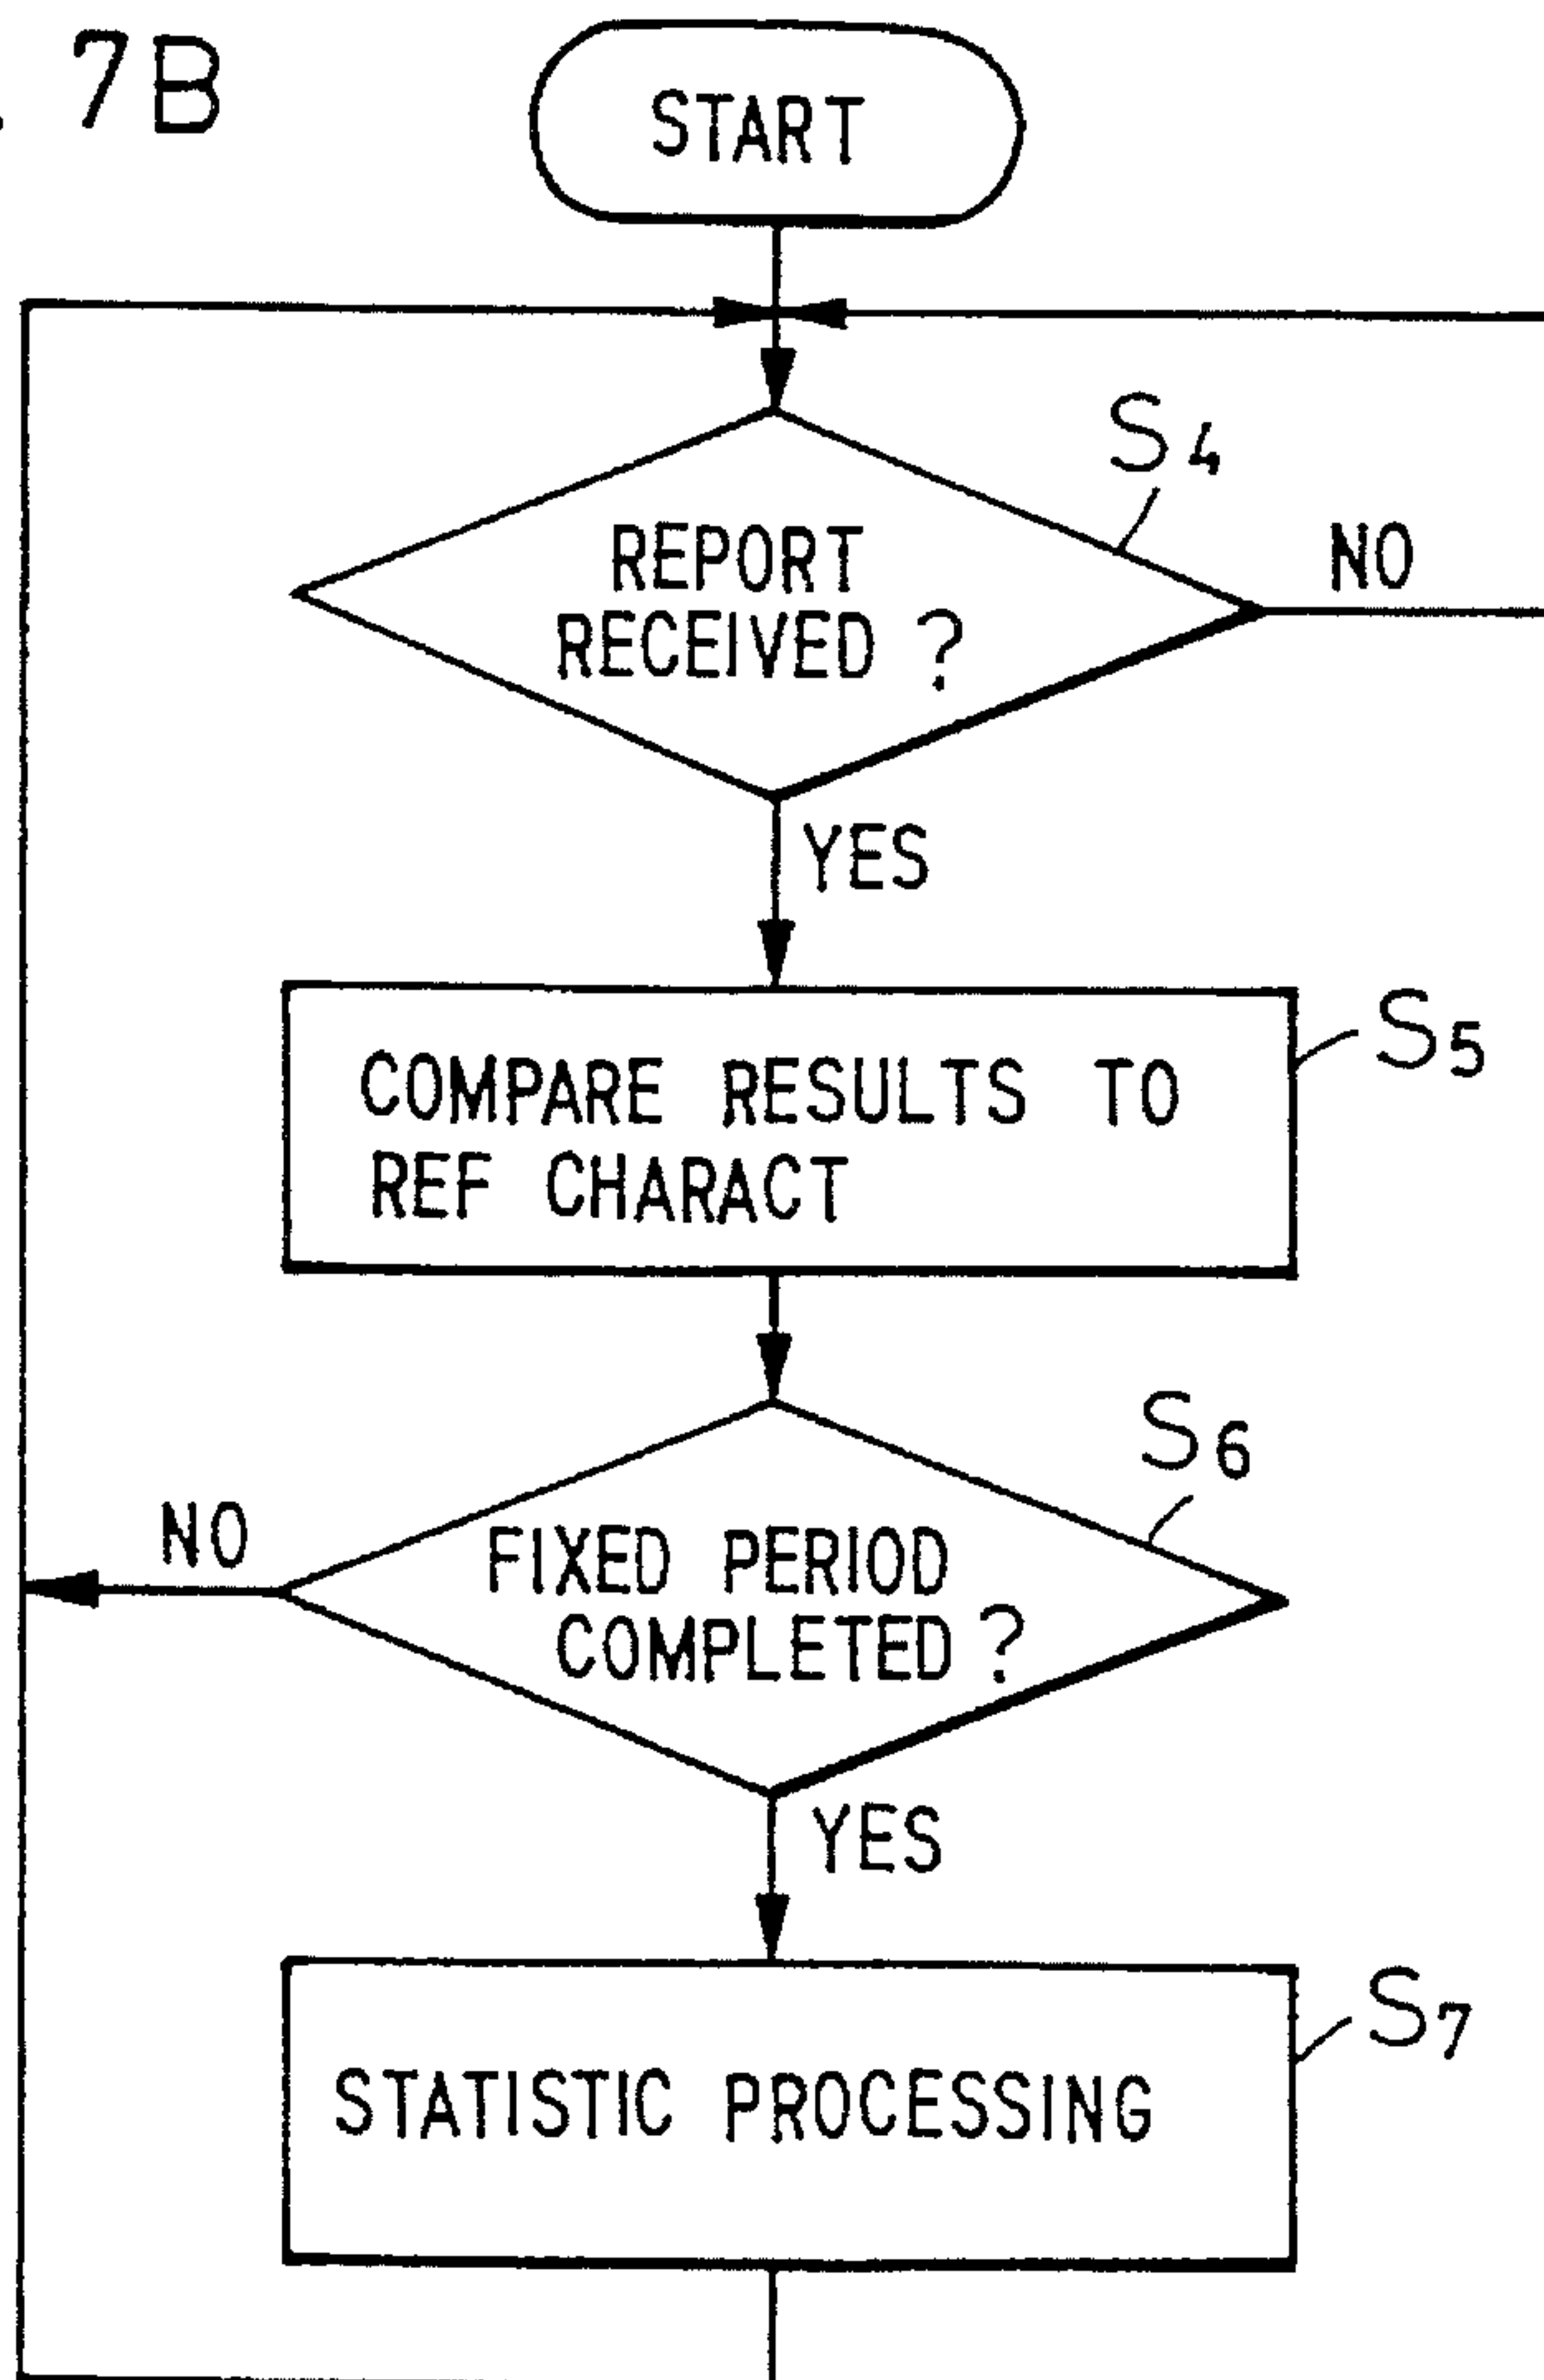 7B
START
S4
REPORT
NO
RECEIVED ?
YES
S5
COMPARE RESULTS TO
REF CHARACT
S6
NO
FIXED PERIOD
COMPLETED ?
YES
S7
STATISTIC PROCESSING